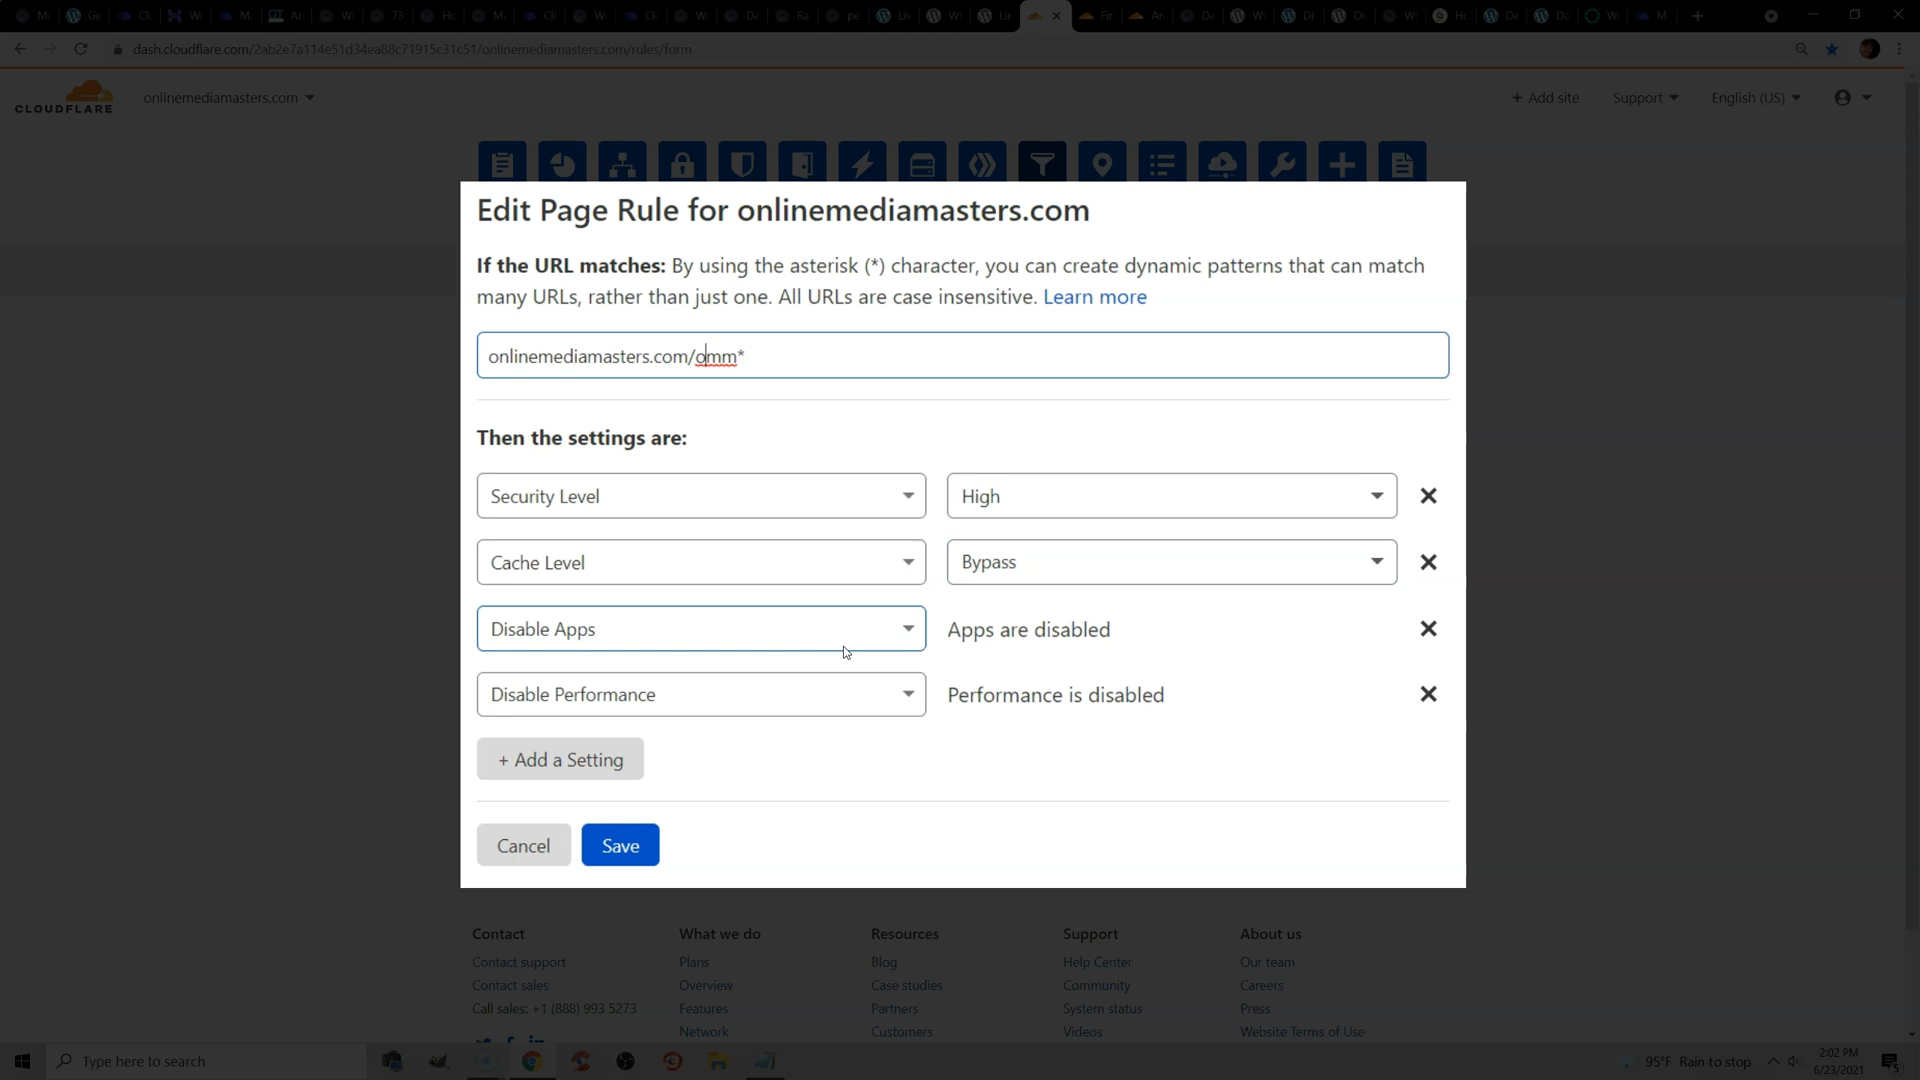 dash.cloudflare.com/2ab2e7a114e51d34ea88c71915c31c51/onlinemediamasters.com/rules/form
CLOUDFLARE
onlinemediamasters.com
+ Add site
Support
English (US)
Edit Page Rule for onlinemediamasters.com
If the URL matches: By using the asterisk (*) character, you can create dynamic patterns that can match
many URLs, rather than just one. All URLs are case insensitive. Learn more
onlinemediamasters.com/omm*
Then the settings are:
Security Level
High
Cache Level
Bypass
Disable Apps
Apps are disabled
Disable Performance
Performance is disabled
+ Add a Setting
Cancel
Save
Contact
Contact support
Contact sales
Call sales: +1 (888) 993 5273
What we do
Plans
Overview
Features
Network
Resources
Blog
Case studies
Partners
Customers
Support
Help Center
Community
System status
Videos
About us
Our team
Careers
Press
Website Terms of Use
Type here to search
95°F Rain to stop
2:02 PM
6/23/2021